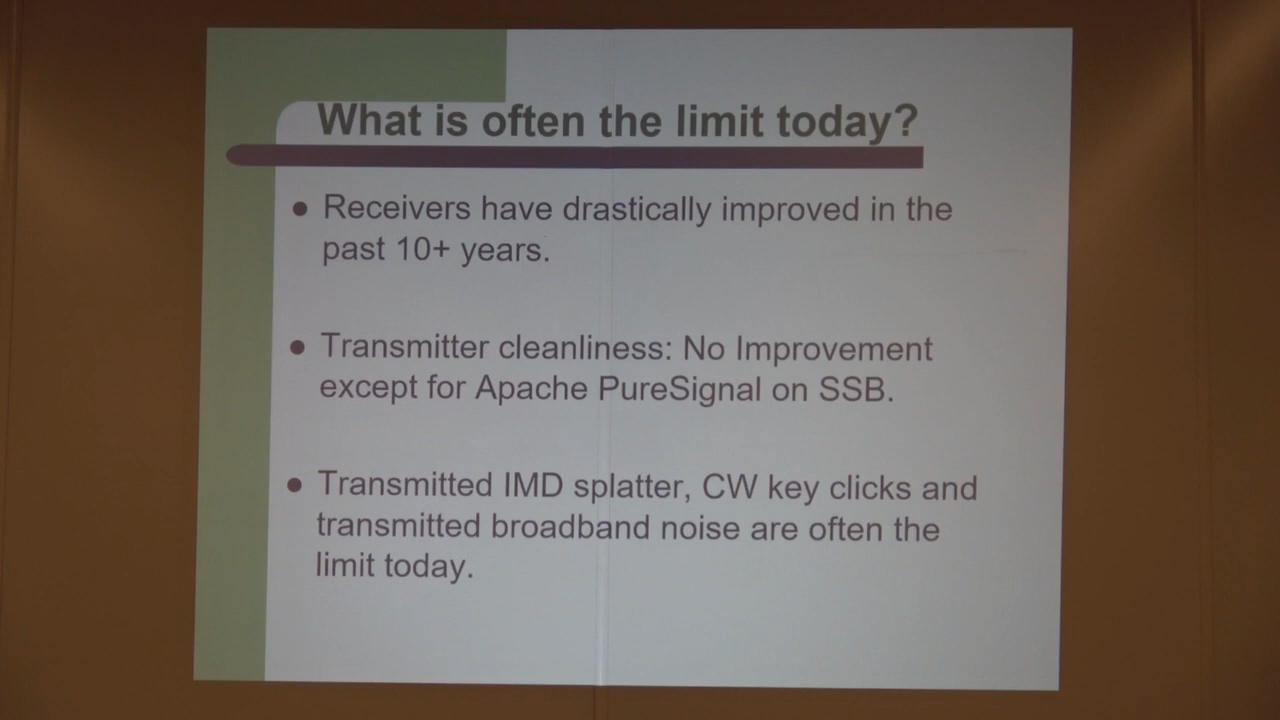 What is often the limit today?
● Receivers have drastically improved in the
past 10+ years.
● Transmitter cleanliness: No Improvement
except for Apache PureSignal on SSB.
● Transmitted IMD splatter, CW key clicks and
transmitted broadband noise are often the
limit today.